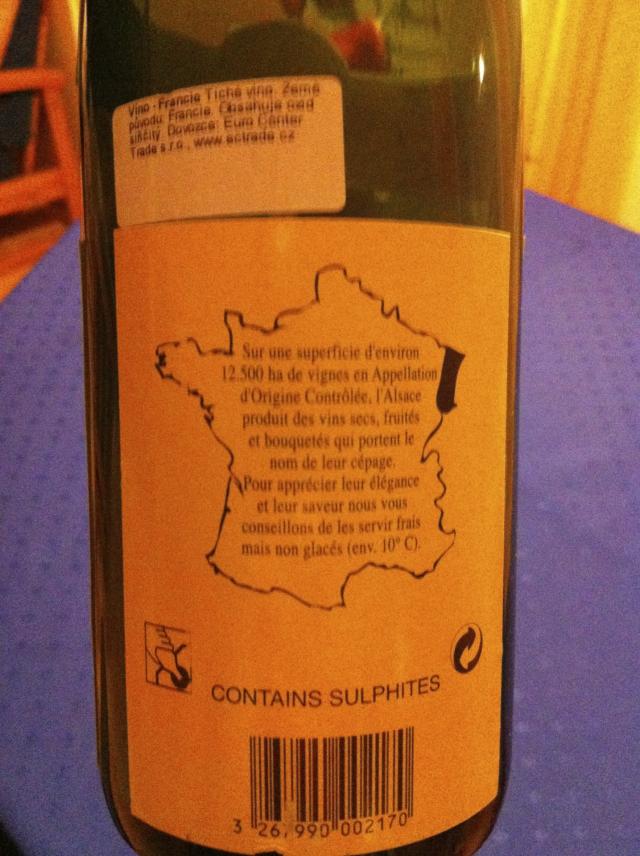 Víno - Francie Tiché víno. Země
původu: Francie. Obsahuje oxid
siřičitý. Dovozce: Euro Center
Trade s.r.o., www.ectrade.cz
Sur une superficie d'environ
12.500 ha de vignes en Appellation
d'Origine Contrôlée, l'Alsace
produit des vins secs, fruités
et bouquetés qui portent le
nom de leur cépage.
Pour apprécier leur élégance
et leur saveur nous vous
conseillons de les servir frais
mais non glacés (env. 10° C).
CONTAINS SULPHITES
3 26,990 002170